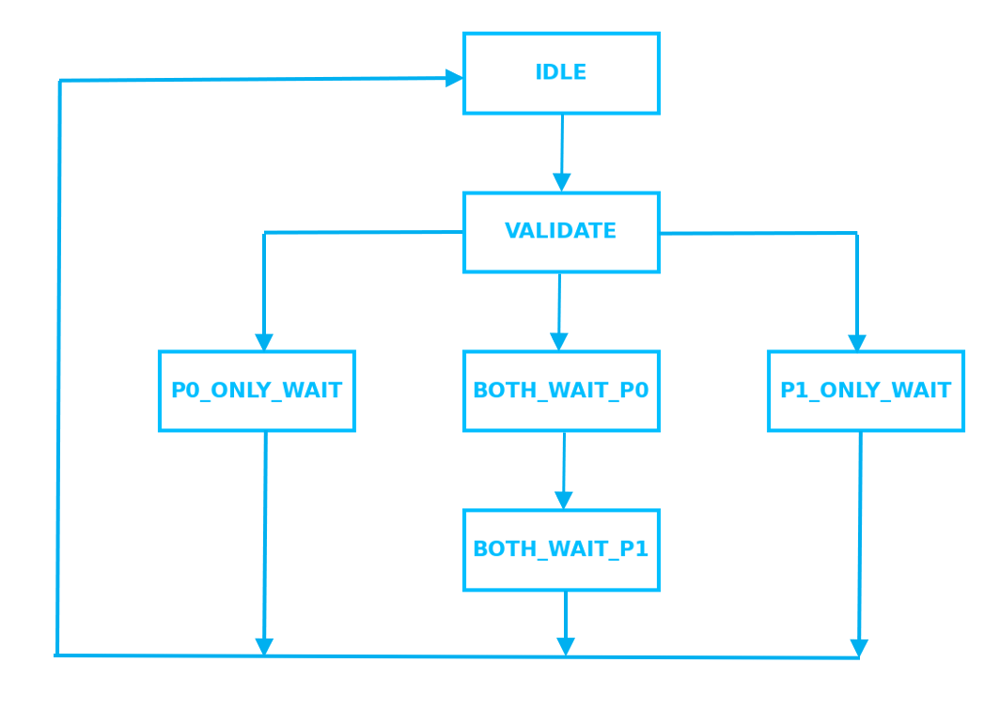 IDLE
VALIDATE
P0_ONLY_WAIT
BOTH_WAIT_P0
P1_ONLY_WAIT
BOTH_WAIT_P1